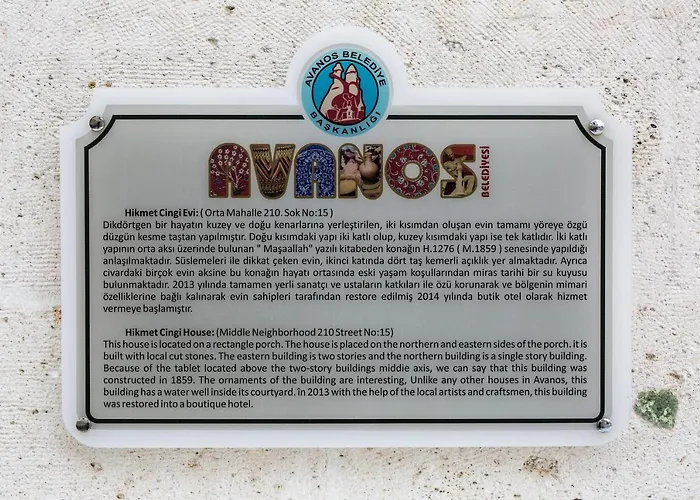 AVANOS BELEDİYE
BAŞKANLIĞI
AVANOS
BELEDİYESİ
Hikmet Cingi Evi: ( Orta Mahalle 210. Sok No:15 )
Dikdörtgen bir hayatın kuzey ve doğu kenarlarına yerleştirilen, iki kısımdan oluşan evin tamamı yöreye özgü
düzgün kesme taştan yapılmıştır. Doğu kısımdaki yapı iki katlı olup, kuzey kısımdaki yapı ise tek katlıdır. İki katlı
yapının orta aksı üzerinde bulunan " Maşaallah" yazılı kitabeden konağın H.1276 ( M.1859 ) senesinde yapıldığı
anlaşılmaktadır. Süslemeleri ile dikkat çeken evin, ikinci katında dört taş kemerli açıklık yer almaktadır. Ayrıca
civardaki birçok evin aksine bu konağın hayatı ortasında eski yaşam koşullarından miras tarihi bir su kuyusu
bulunmaktadır. 2013 yılında tamamen yerli sanatçı ve ustaların katkıları ile özü korunarak ve bölgenin mimari
özelliklerine bağlı kalınarak evin sahipleri tarafından restore edilmiş 2014 yılında butik otel olarak hizmet
vermeye başlamıştır.
Hikmet Cingi House: (Middle Neighborhood 210 Street No:15)
This house is located on a rectangle porch. The house is placed on the northern and eastern sides of the porch. it is
built with local cut stones. The eastern building is two stories and the northern building is a single story building.
Because of the tablet located above the two-story buildings middle axis, we can say that this building was
constructed in 1859. The ornaments of the building are interesting, Unlike any other houses in Avanos, this
building has a water well inside its courtyard. în 2013 with the help of the local artists and craftsmen, this building
was restored into a boutique hotel.